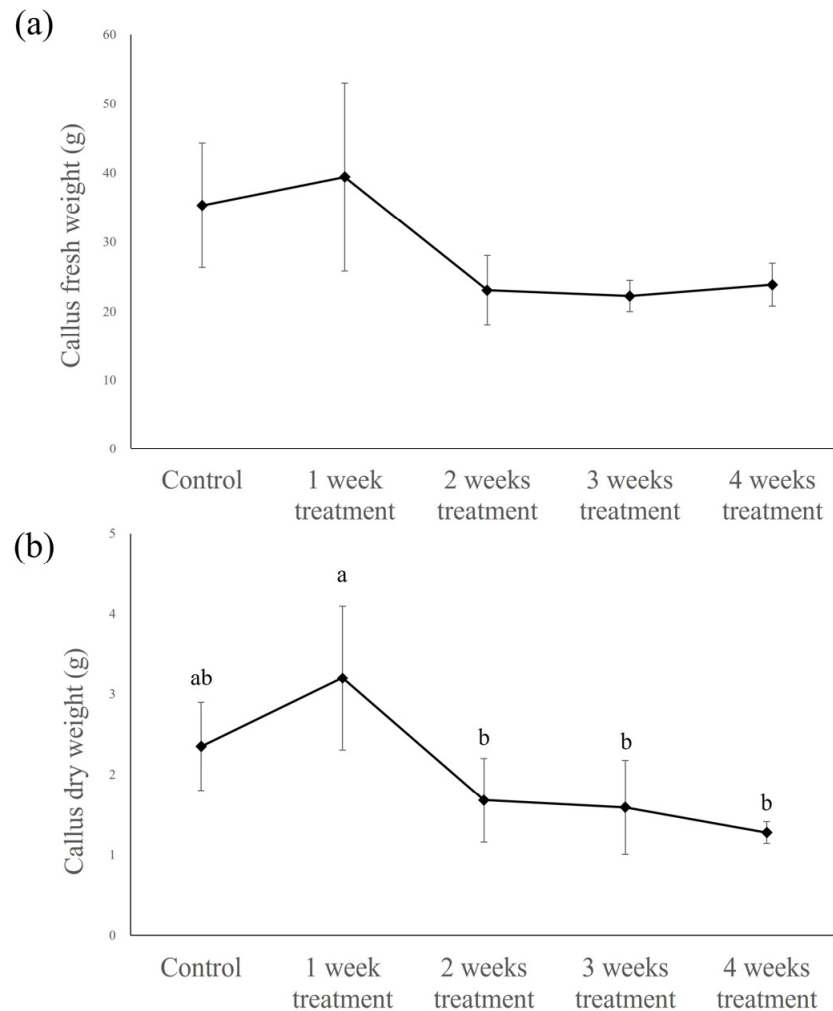 (a)
Callus fresh weight (g)
60
50
40
30
20
10
0
Control
1 week
treatment
2 weeks
treatment
3 weeks
treatment
4 weeks
treatment
(b)
Callus dry weight (g)
5
4
3
2
1
0
ab
a
b
b
b
Control
1 week
treatment
2 weeks
treatment
3 weeks
treatment
4 weeks
treatment